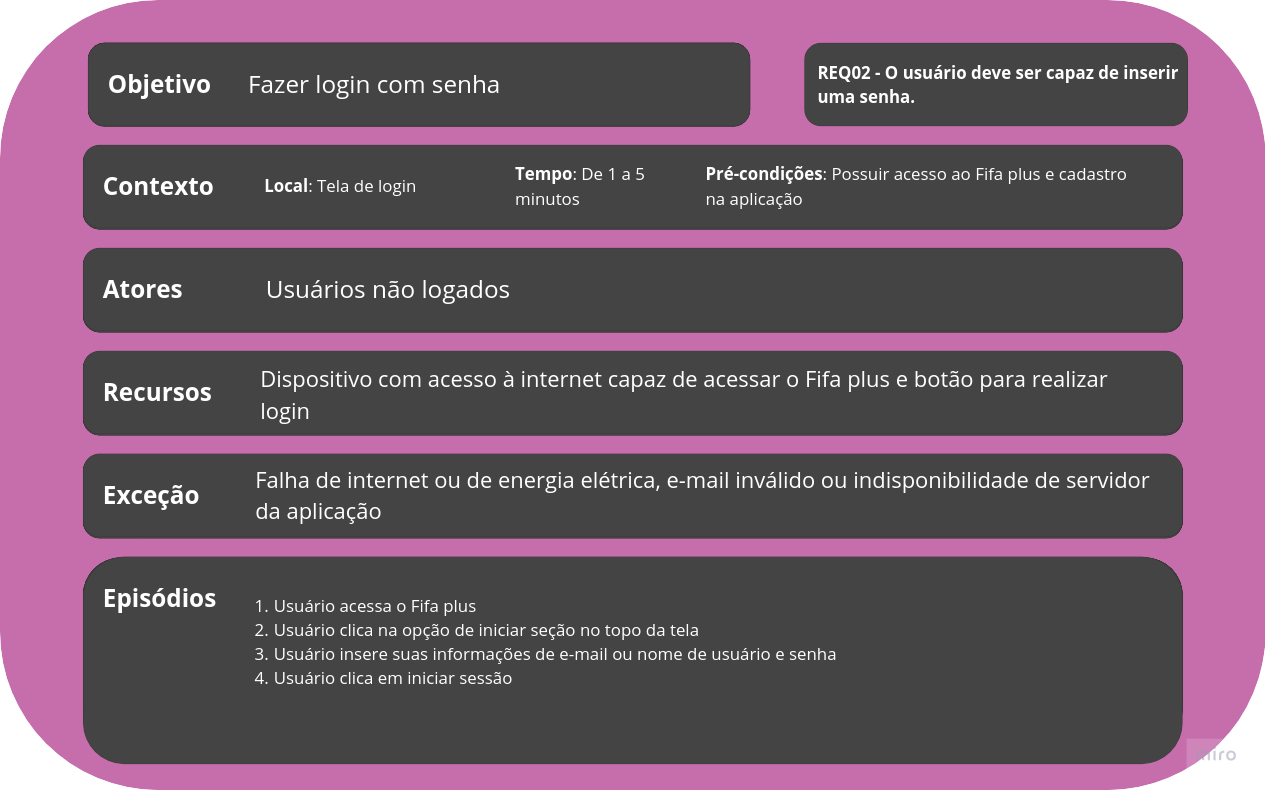 Objetivo Fazer login com senha
REQ02 - O usuário deve ser capaz de inserir
uma senha.
Contexto
Local: Tela de login
Tempo: De 1 a 5
minutos
Pré-condições: Possuir acesso ao Fifa plus e cadastro
na aplicação
Atores Usuários não logados
Recursos
Dispositivo com acesso à internet capaz de acessar o Fifa plus e botão para realizar
login
Exceção
Falha de internet ou de energia elétrica, e-mail inválido ou indisponibilidade de servidor
da aplicação
Episódios
1. Usuário acessa o Fifa plus
2. Usuário clica na opção de iniciar seção no topo da tela
3. Usuário insere suas informações de e-mail ou nome de usuário e senha
4. Usuário clica em iniciar sessão
miro